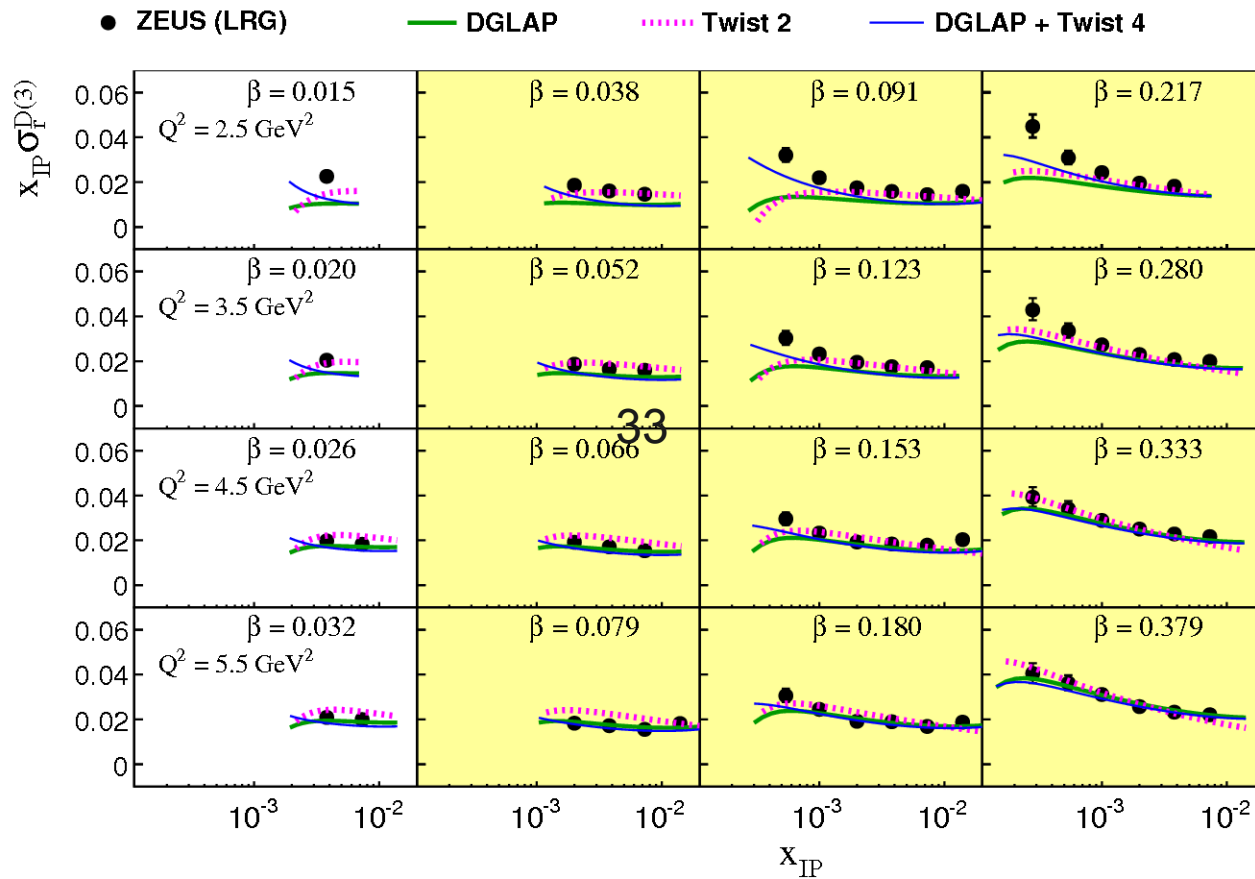 ZEUS (LRG) DGLAP Twist 2 DGLAP + Twist 4
x_IP σ_r^D(3)
0.06 β = 0.015 β = 0.038 β = 0.091 β = 0.217
Q² = 2.5 GeV²
0.04
0.02
0
0.06 β = 0.020 β = 0.052 β = 0.123 β = 0.280
Q² = 3.5 GeV²
0.04
0.02
0
33
0.06 β = 0.026 β = 0.066 β = 0.153 β = 0.333
Q² = 4.5 GeV²
0.04
0.02
0
0.06 β = 0.032 β = 0.079 β = 0.180 β = 0.379
Q² = 5.5 GeV²
0.04
0.02
0
10⁻³ 10⁻² 10⁻³ 10⁻² 10⁻³ 10⁻² 10⁻³ 10⁻²
x_IP